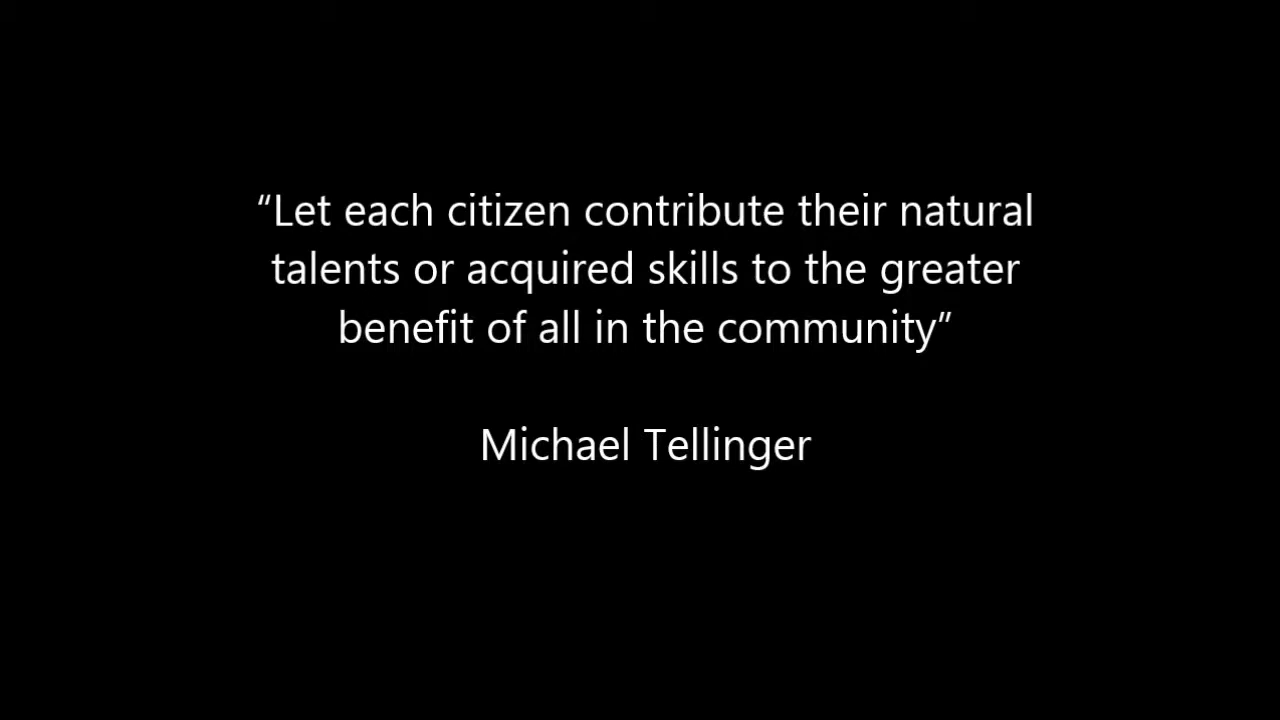 “Let each citizen contribute their natural
talents or acquired skills to the greater
benefit of all in the community”
Michael Tellinger